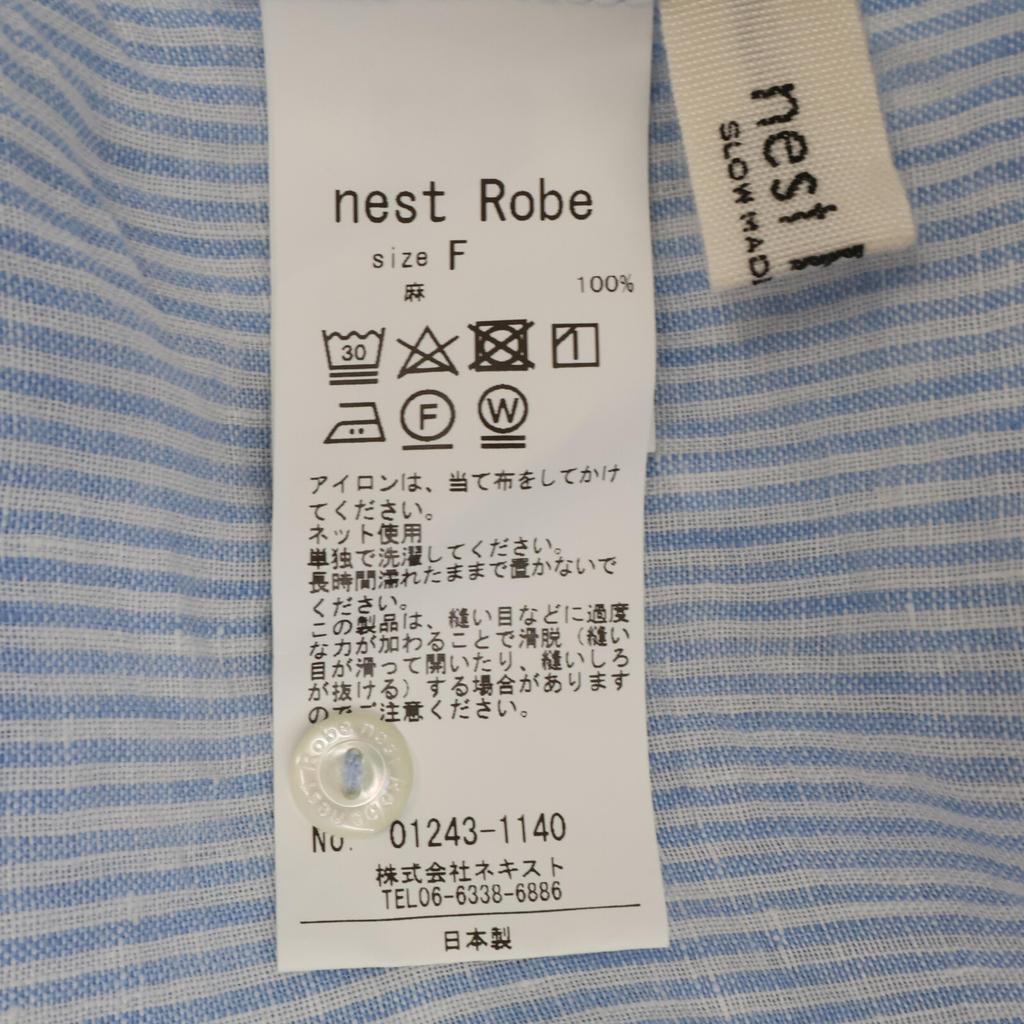 nest Robe
size F
麻 100%
30
F W
アイロンは、当て布をしてかけ
てください。
ネット使用
単独で洗濯してください。
長時間濡れたままで置かないで
ください。
この製品は、縫い目などに過度
な力が加わることで滑脱（縫い
目が滑って開いたり、縫いしろ
が抜ける）する場合があります
のでご注意ください。
Robe nest
No. 01243-1140
株式会社ネキスト
TEL06-6338-6886
日本製
nest
SLOW